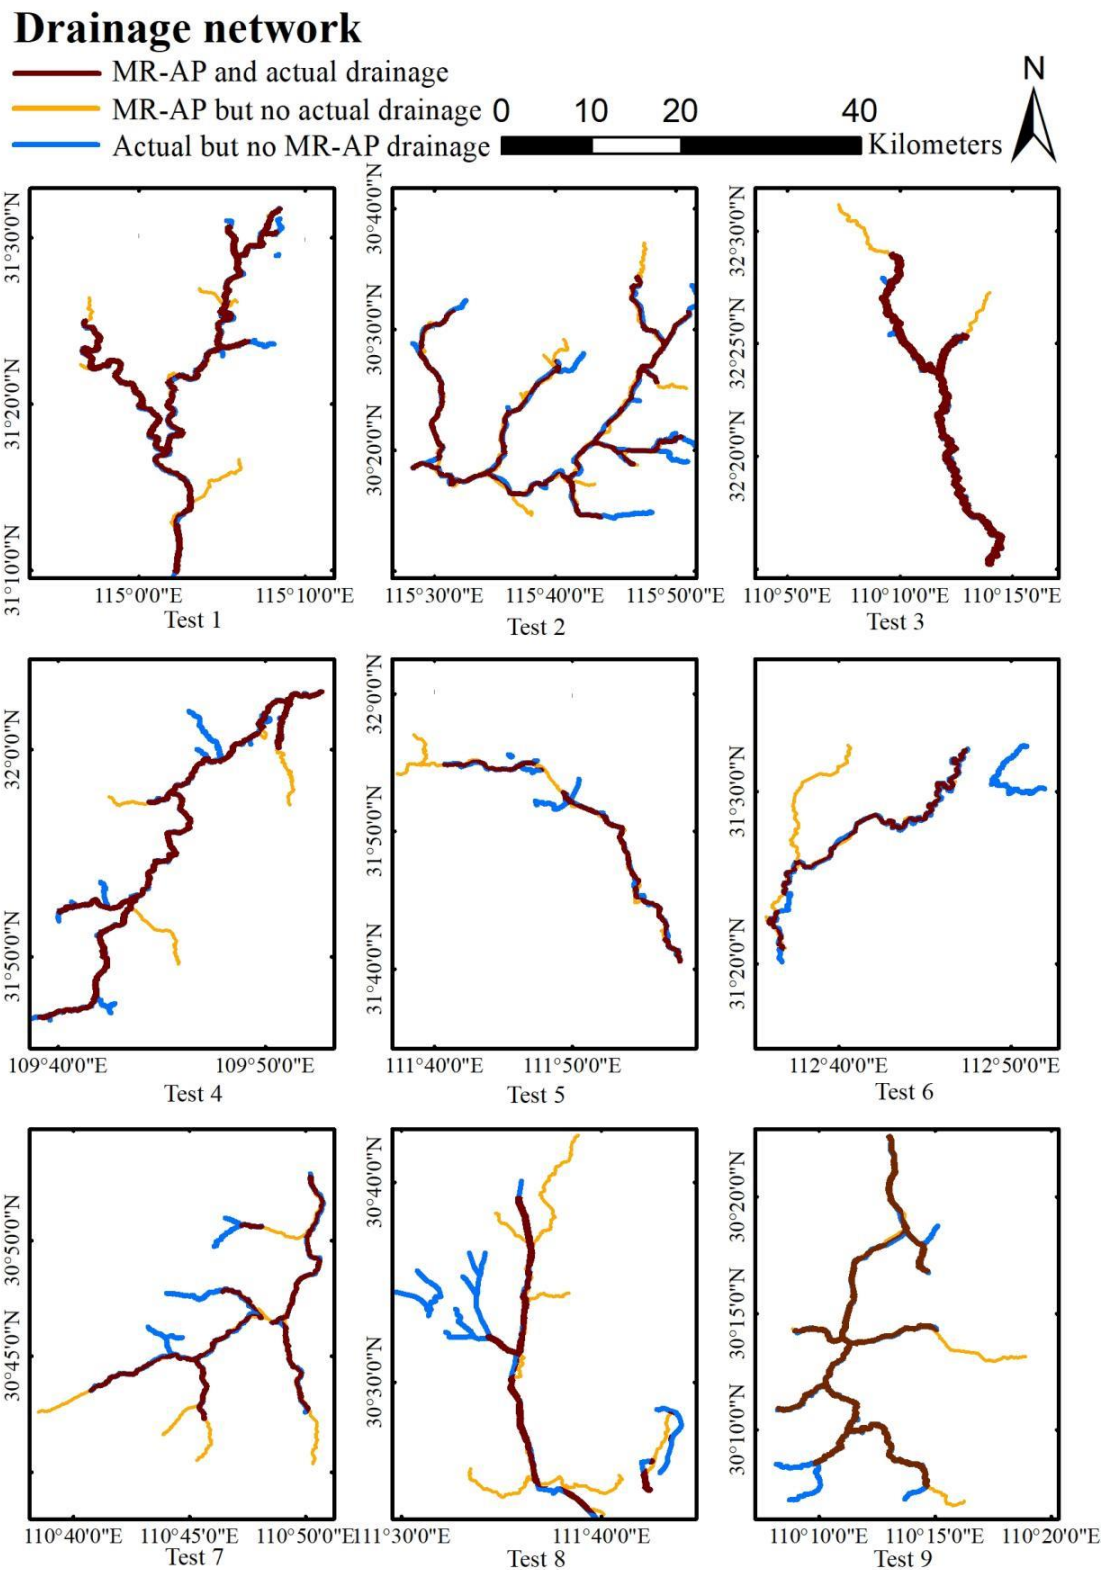 Drainage network
MR-AP and actual drainage
MR-AP but no actual drainage
Actual but no MR-AP drainage
0 10 20 40
Kilometers
N
31°30'0"N
31°20'0"N
31°10'0"N
115°0'0"E 115°10'0"E
Test 1
30°40'0"N
30°30'0"N
30°20'0"N
115°30'0"E 115°40'0"E 115°50'0"E
Test 2
32°30'0"N
32°25'0"N
32°20'0"N
110°5'0"E 110°10'0"E 110°15'0"E
Test 3
32°0'0"N
31°50'0"N
109°40'0"E 109°50'0"E
Test 4
32°0'0"N
31°50'0"N
31°40'0"N
111°40'0"E 111°50'0"E
Test 5
31°30'0"N
31°20'0"N
112°40'0"E 112°50'0"E
Test 6
30°50'0"N
30°45'0"N
110°40'0"E 110°45'0"E 110°50'0"E
Test 7
30°40'0"N
30°30'0"N
111°30'0"E 111°40'0"E
Test 8
30°20'0"N
30°15'0"N
30°10'0"N
110°10'0"E 110°15'0"E 110°20'0"E
Test 9